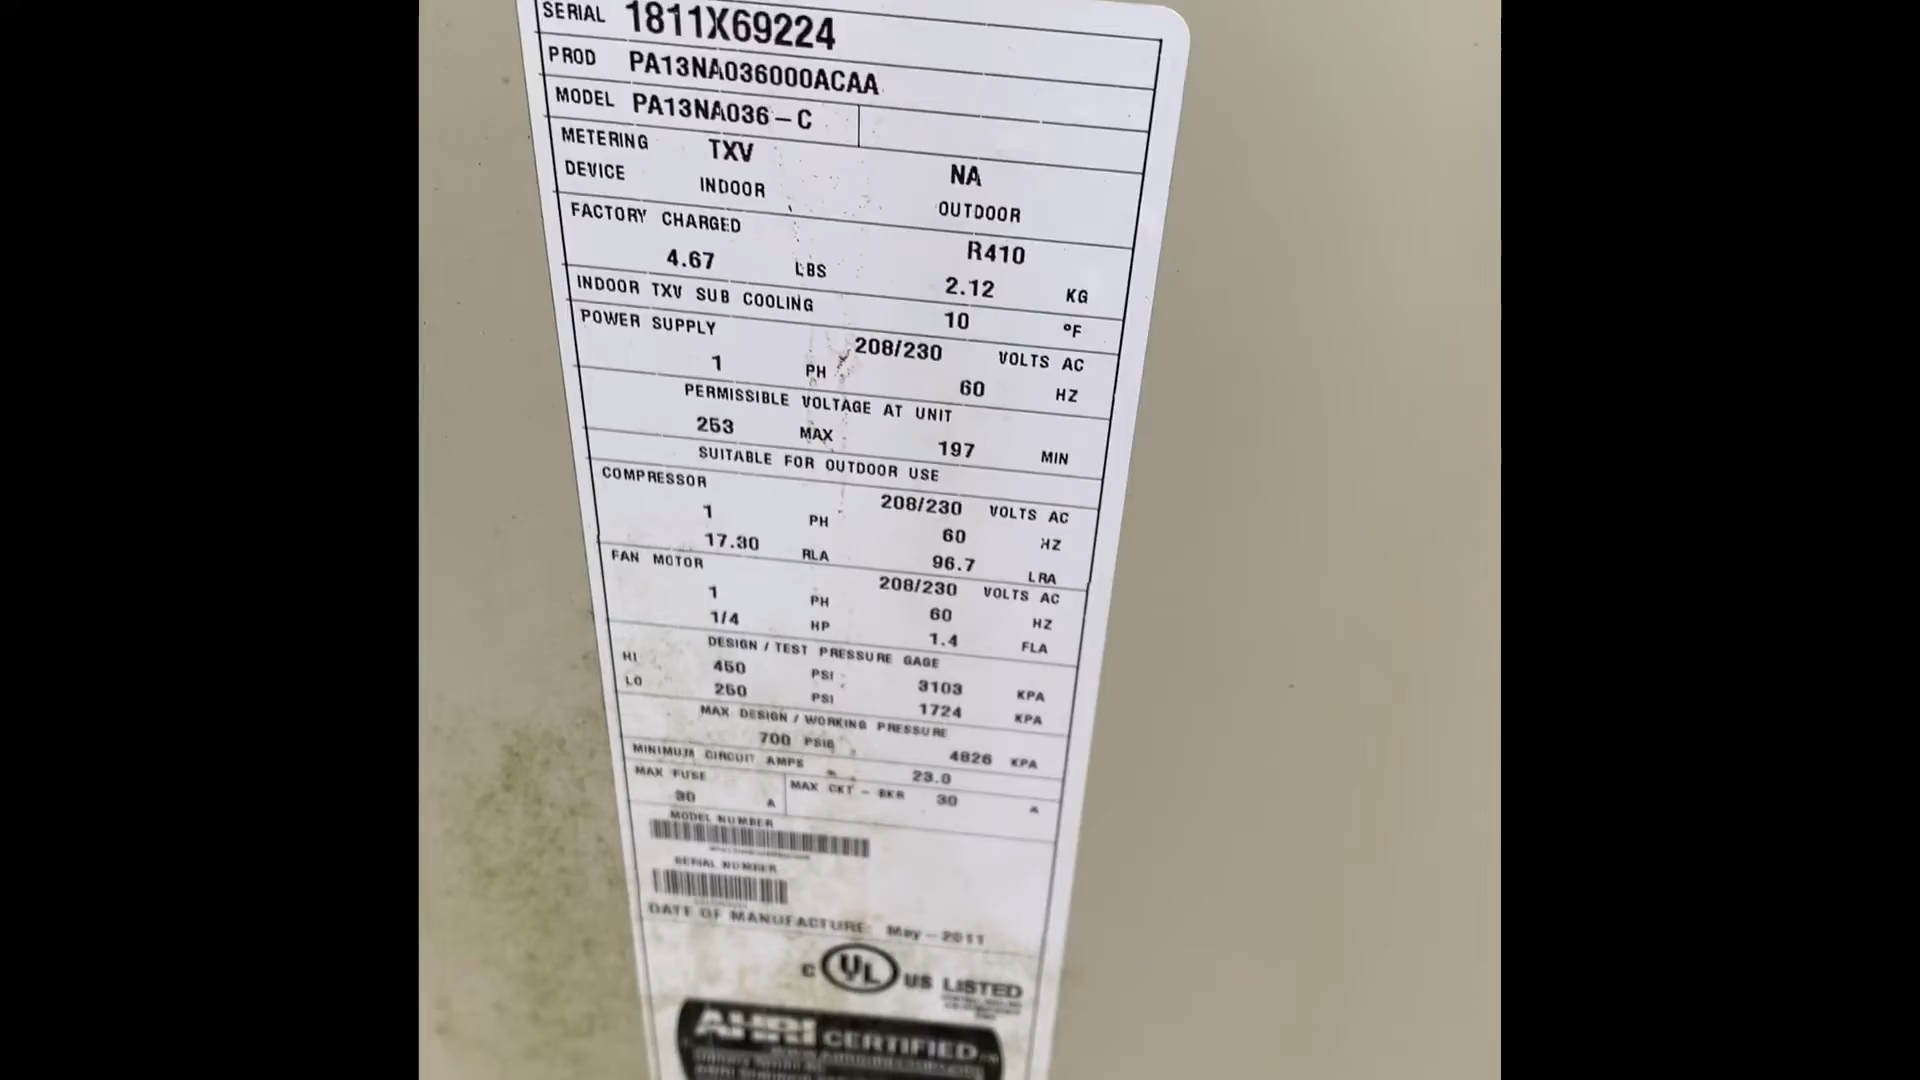 SERIAL 1811X69224
PROD PA13NA036000ACAA
MODEL PA13NA036-C
METERING DEVICE TXV INDOOR NA OUTDOOR
FACTORY CHARGED R410
4.67 LBS 2.12 KG
INDOOR TXV SUB COOLING 10 °F
POWER SUPPLY 208/230 VOLTS AC
1 PH 60 HZ
PERMISSIBLE VOLTAGE AT UNIT
253 MAX 197 MIN
SUITABLE FOR OUTDOOR USE
COMPRESSOR 208/230 VOLTS AC
1 PH 60 HZ
17.30 RLA 96.7 LRA
FAN MOTOR 208/230 VOLTS AC
1 PH 60 HZ
1/4 HP 1.4 FLA
DESIGN / TEST PRESSURE GAGE
HI 450 PSI 3103 KPA
LO 250 PSI 1724 KPA
MAX DESIGN / WORKING PRESSURE
700 PSIG 4826 KPA
MINIMUM CIRCUIT AMPS 23.0
MAX FUSE 30 A MAX CKT - BKR 30 A
MODEL NUMBER
SERIAL NUMBER
DATE OF MANUFACTURE: May-2011
C UL US LISTED
AHRI CERTIFIED